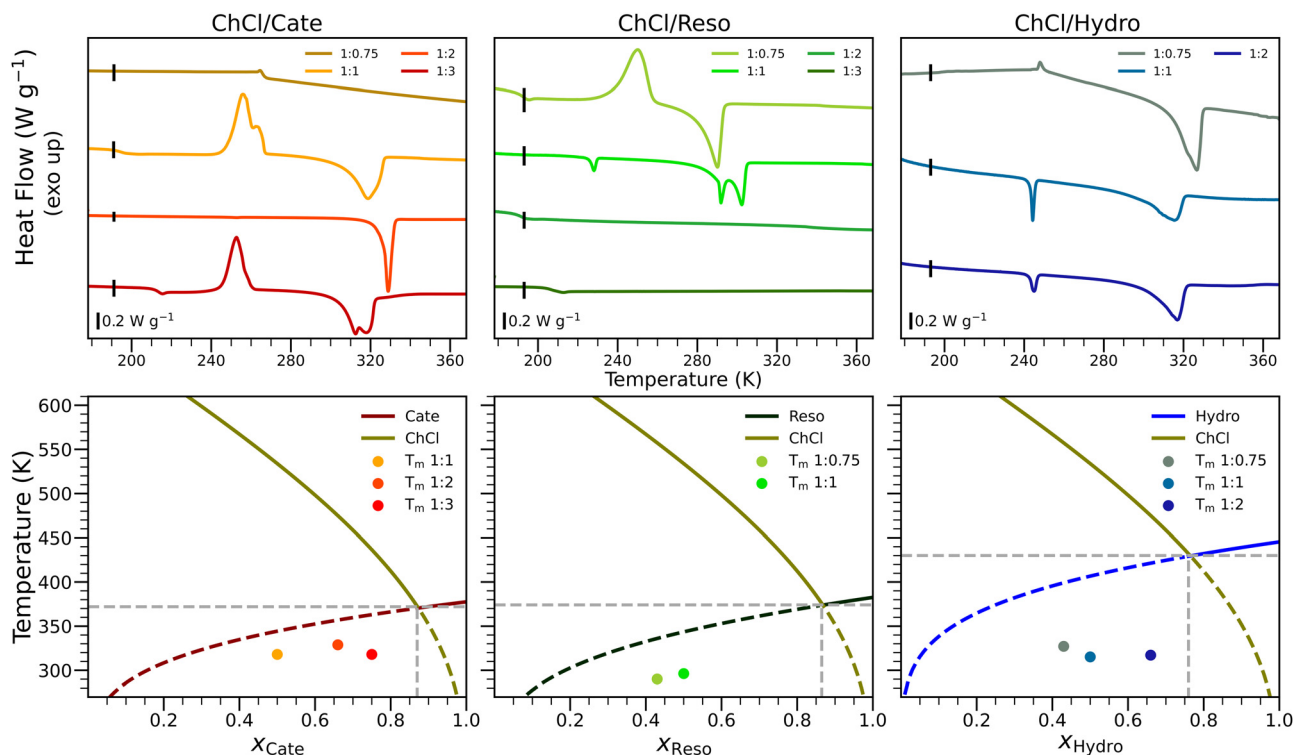 ChCl/Cate
ChCl/Reso
ChCl/Hydro
Heat Flow (W g⁻¹)
(exo up)
1:0.75
1:2
1:1
1:3
0.2 W g⁻¹
200
240
280
320
360
1:0.75
1:2
1:1
1:3
0.2 W g⁻¹
200
240
280
320
360
1:0.75
1:2
1:1
0.2 W g⁻¹
200
240
280
320
360
Temperature (K)
Temperature (K)
600
550
500
450
400
350
300
Cate
ChCl
Tₘ 1:1
Tₘ 1:2
Tₘ 1:3
0.2
0.4
0.6
0.8
1.0
x_Cate
Reso
ChCl
Tₘ 1:0.75
Tₘ 1:1
0.2
0.4
0.6
0.8
1.0
x_Reso
Hydro
ChCl
Tₘ 1:0.75
Tₘ 1:1
Tₘ 1:2
0.2
0.4
0.6
0.8
1.0
x_Hydro